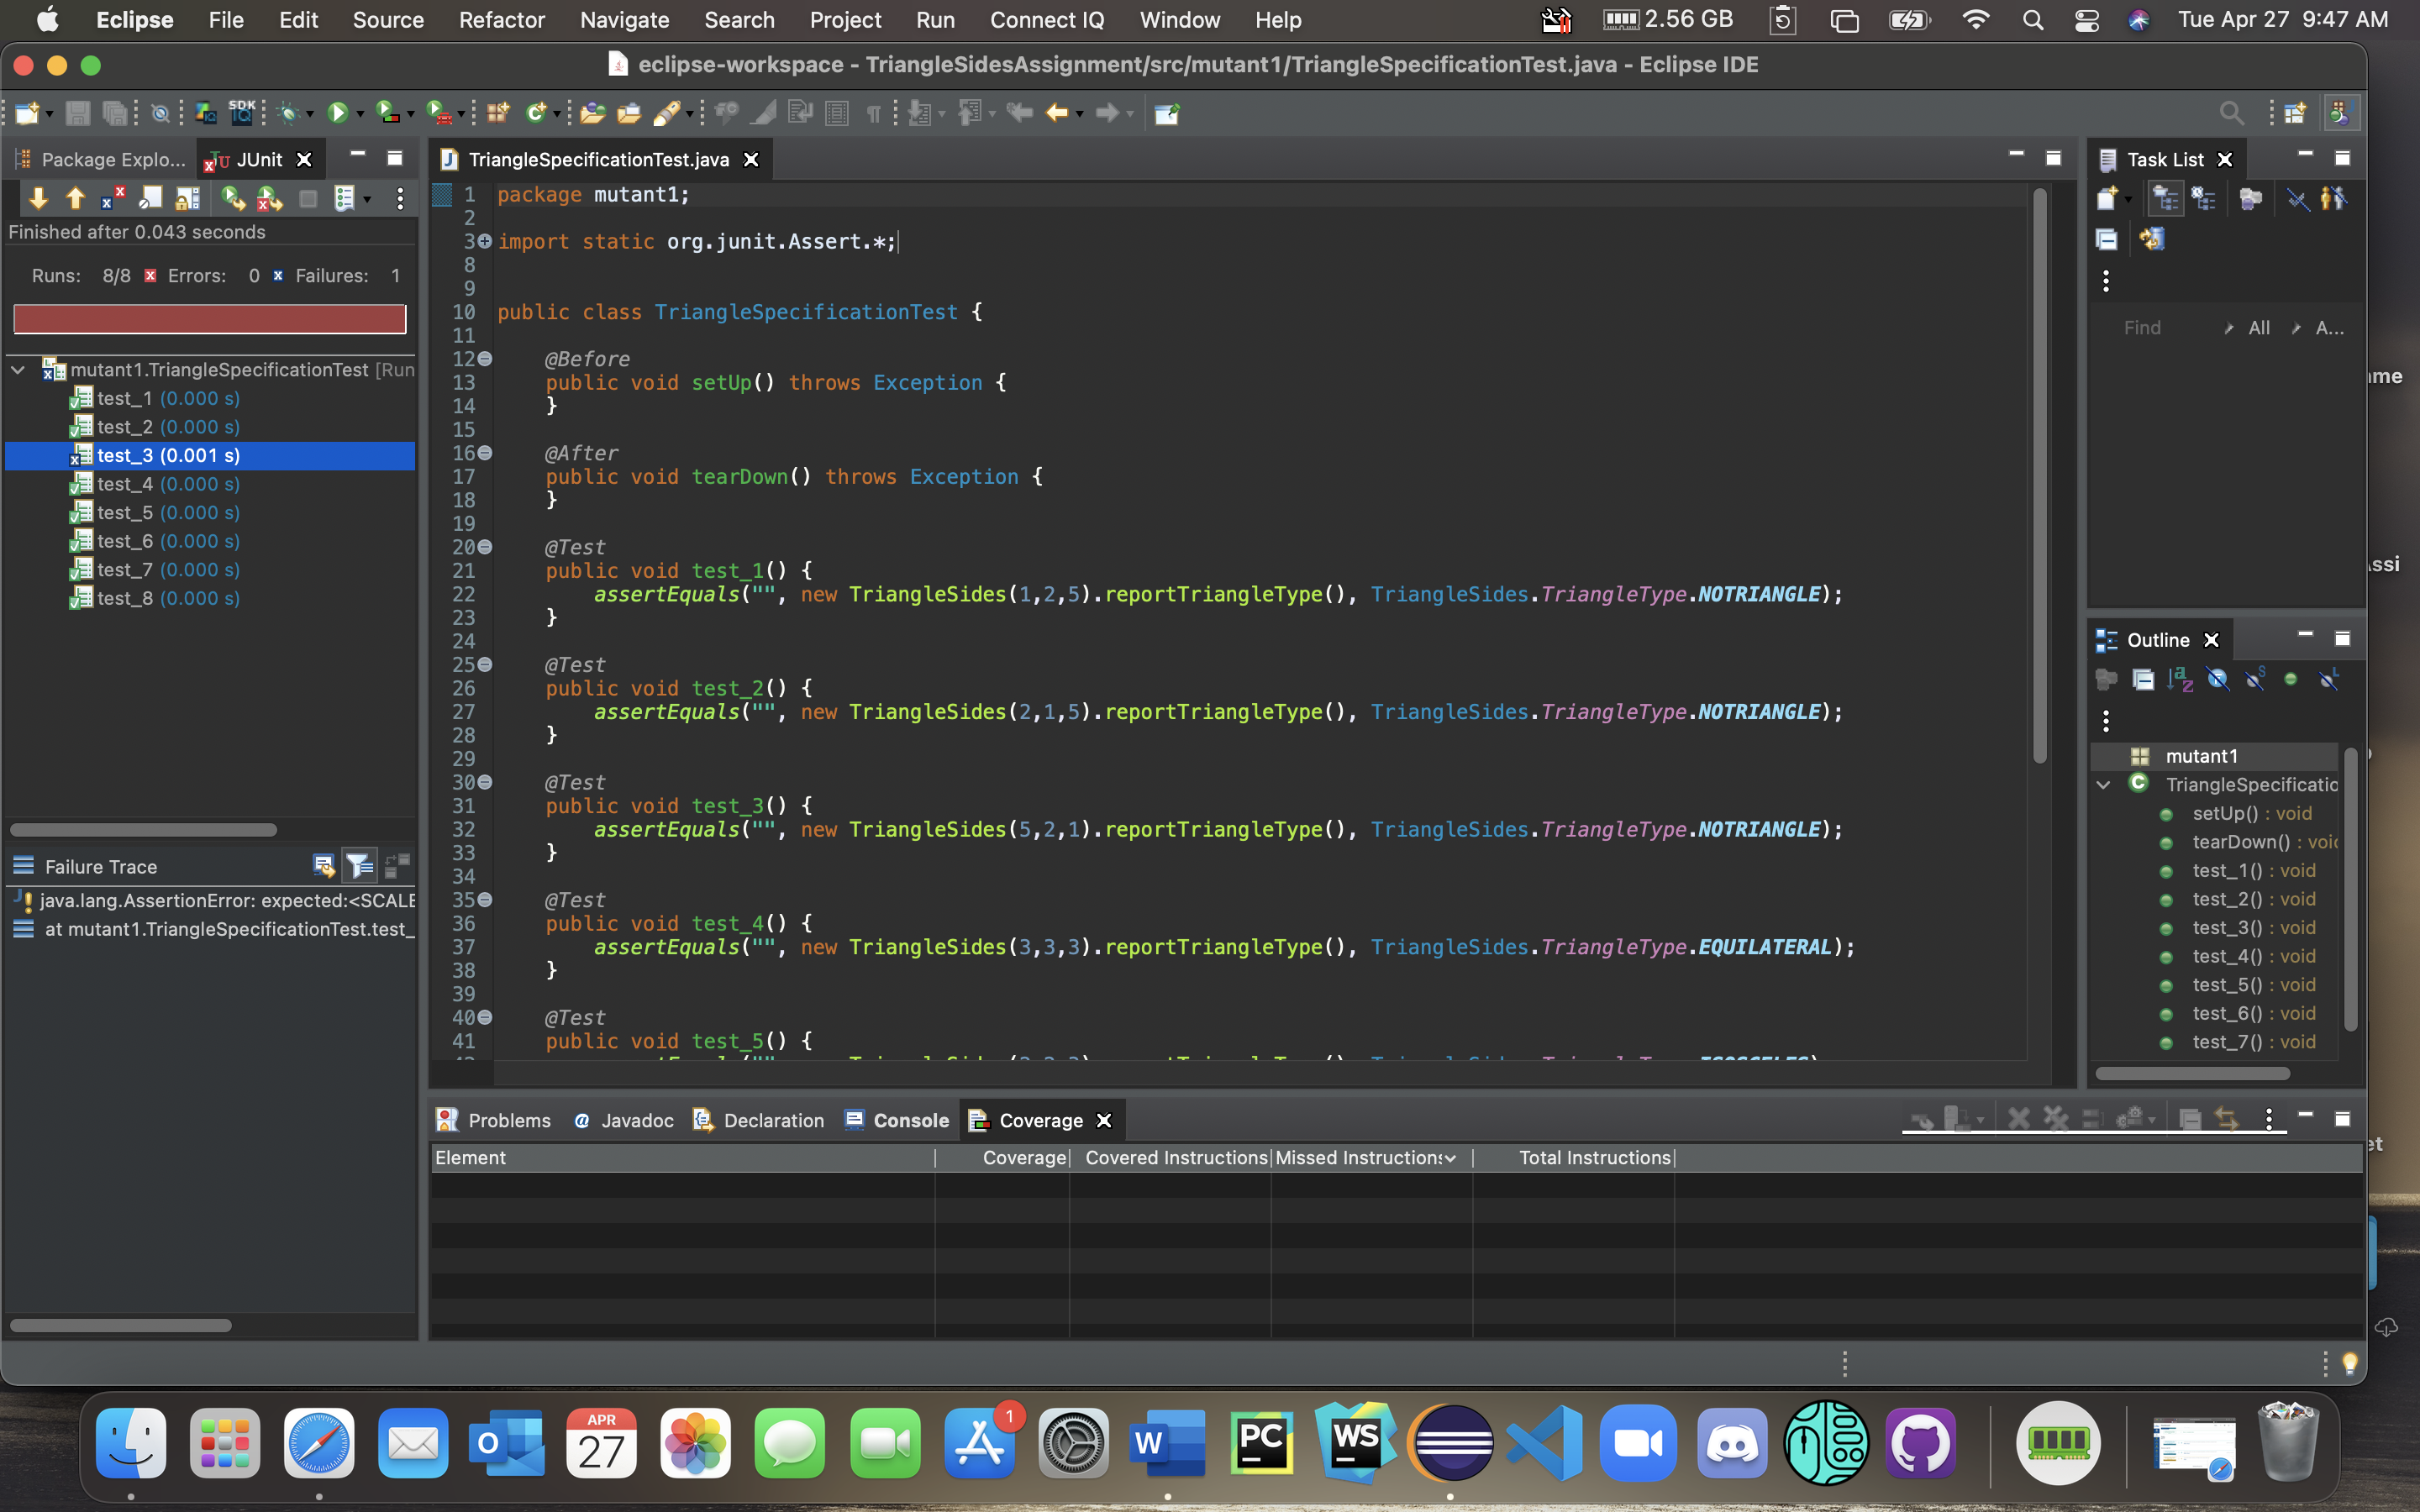 Eclipse File Edit Source Refactor Navigate Search Project Run Connect IQ Window Help 2.56 GB Tue Apr 27 9:47 AM
eclipse-workspace - TriangleSidesAssignment/src/mutant1/TriangleSpecificationTest.java - Eclipse IDE
SDK
IQ
Package Explo... JUnit
Finished after 0.043 seconds
Runs: 8/8 Errors: 0 Failures: 1
mutant1.TriangleSpecificationTest [Run
test_1 (0.000 s)
test_2 (0.000 s)
test_3 (0.001 s)
test_4 (0.000 s)
test_5 (0.000 s)
test_6 (0.000 s)
test_7 (0.000 s)
test_8 (0.000 s)
Failure Trace
java.lang.AssertionError: expected:<SCALE
at mutant1.TriangleSpecificationTest.test_
TriangleSpecificationTest.java
1 package mutant1;
2
3 import static org.junit.Assert.*;
8
9
10 public class TriangleSpecificationTest {
11
12 @Before
13 public void setUp() throws Exception {
14 }
15
16 @After
17 public void tearDown() throws Exception {
18 }
19
20 @Test
21 public void test_1() {
22 assertEquals("", new TriangleSides(1,2,5).reportTriangleType(), TriangleSides.TriangleType.NOTRIANGLE);
23 }
24
25 @Test
26 public void test_2() {
27 assertEquals("", new TriangleSides(2,1,5).reportTriangleType(), TriangleSides.TriangleType.NOTRIANGLE);
28 }
29
30 @Test
31 public void test_3() {
32 assertEquals("", new TriangleSides(5,2,1).reportTriangleType(), TriangleSides.TriangleType.NOTRIANGLE);
33 }
34
35 @Test
36 public void test_4() {
37 assertEquals("", new TriangleSides(3,3,3).reportTriangleType(), TriangleSides.TriangleType.EQUILATERAL);
38 }
39
40 @Test
41 public void test_5() {
Task List
Find All A...
Outline
mutant1
TriangleSpecificatio
setUp() : void
tearDown() : voi
test_1() : void
test_2() : void
test_3() : void
test_4() : void
test_5() : void
test_6() : void
test_7() : void
Problems Javadoc Declaration Console Coverage
Element Coverage Covered Instructions Missed Instructions Total Instructions
ame
ssi
et
APR
27
1
W
PC
WS